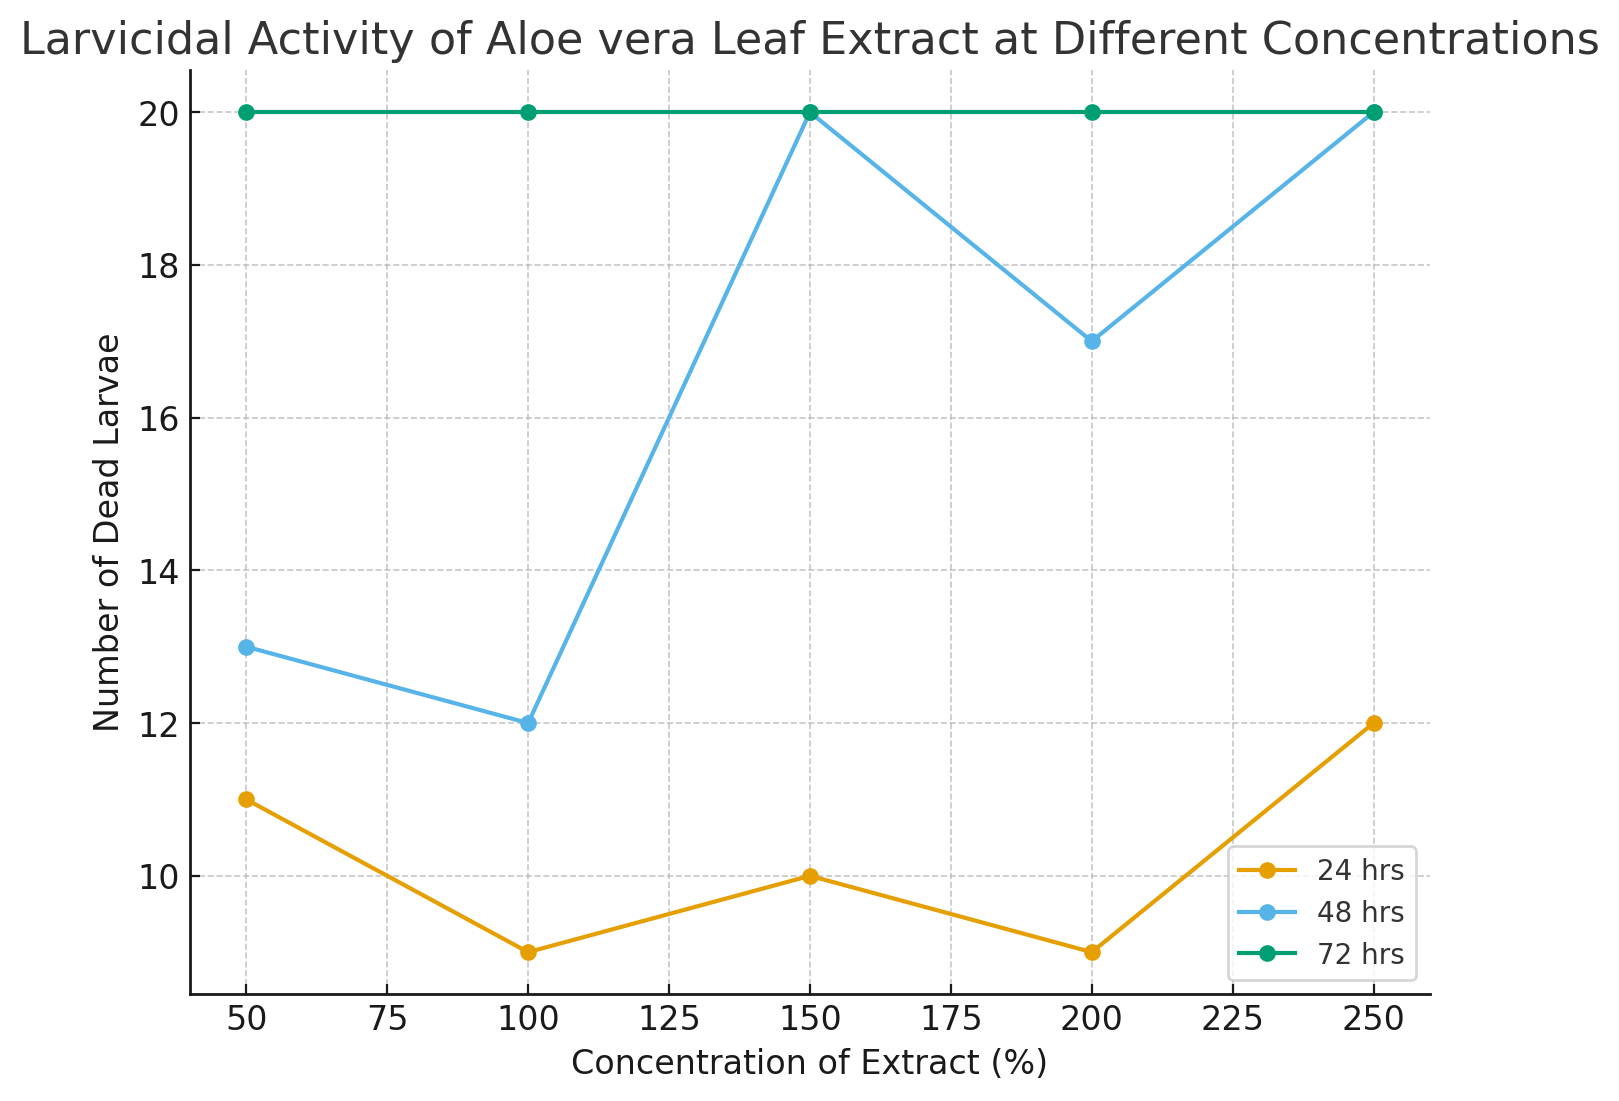 Larvicidal Activity of Aloe vera Leaf Extract at Different Concentrations
20
18
16
14
12
10
Number of Dead Larvae
24 hrs
48 hrs
72 hrs
50 75 100 125 150 175 200 225 250
Concentration of Extract (%)